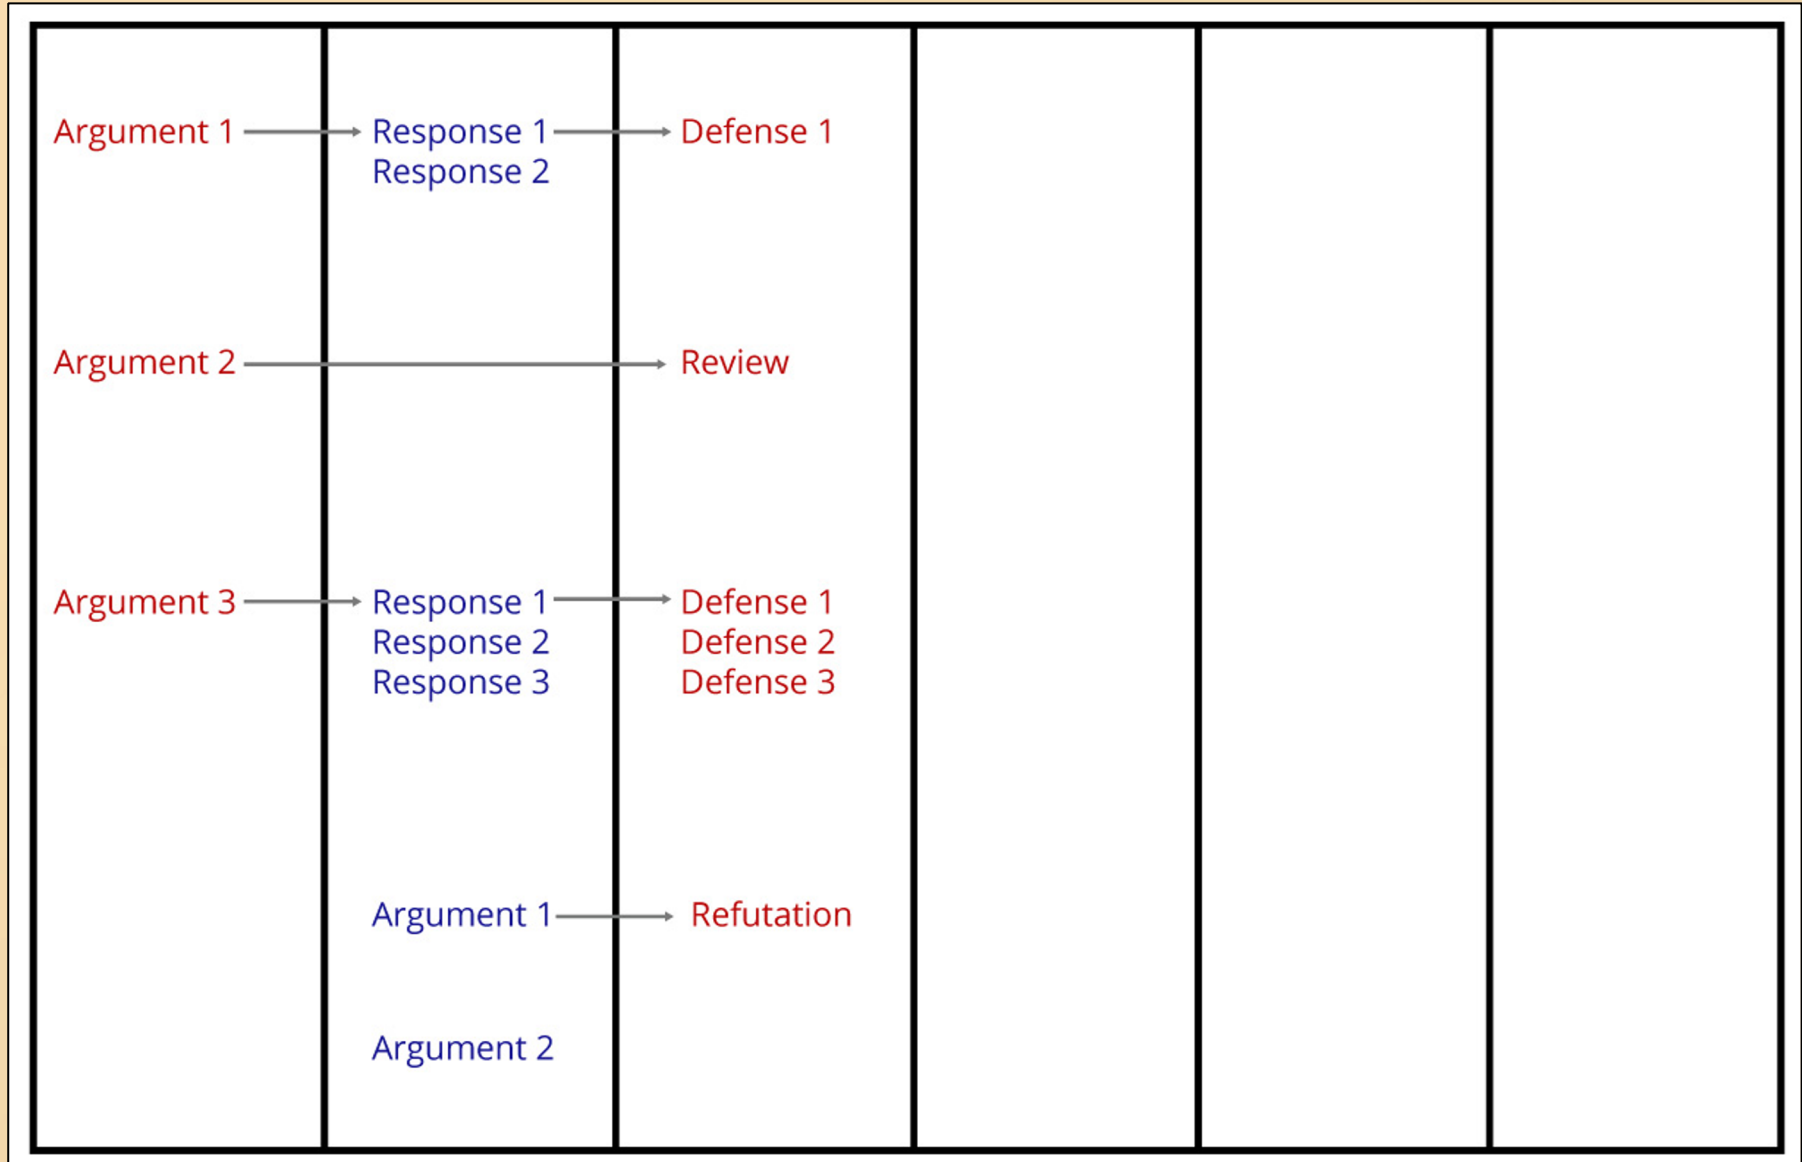 Argument 1 Response 1 Defense 1
Response 2
Argument 2 Review
Argument 3 Response 1 Defense 1
Response 2 Defense 2
Response 3 Defense 3
Argument 1 Refutation
Argument 2